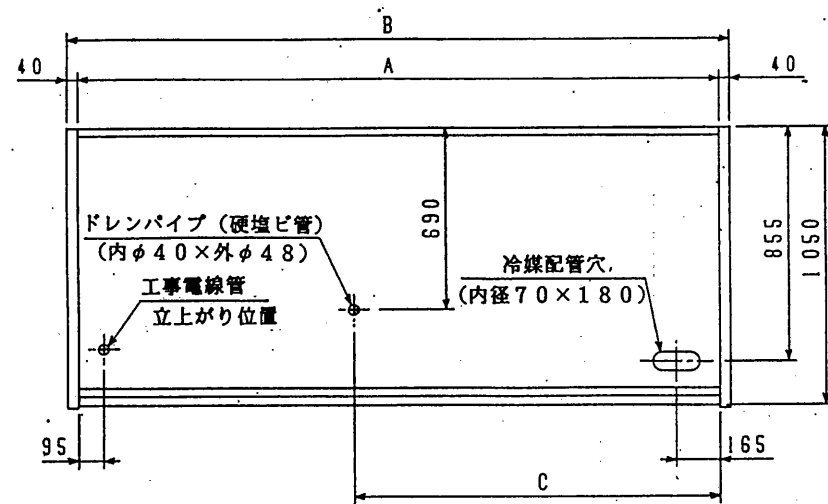 B
40
A
40
690
855
1050
ドレンパイプ(硬塩ビ管)
(内φ40×外φ48)
工事電線管
立上がり位置
冷媒配管穴
(内径70×180)
95
165
C